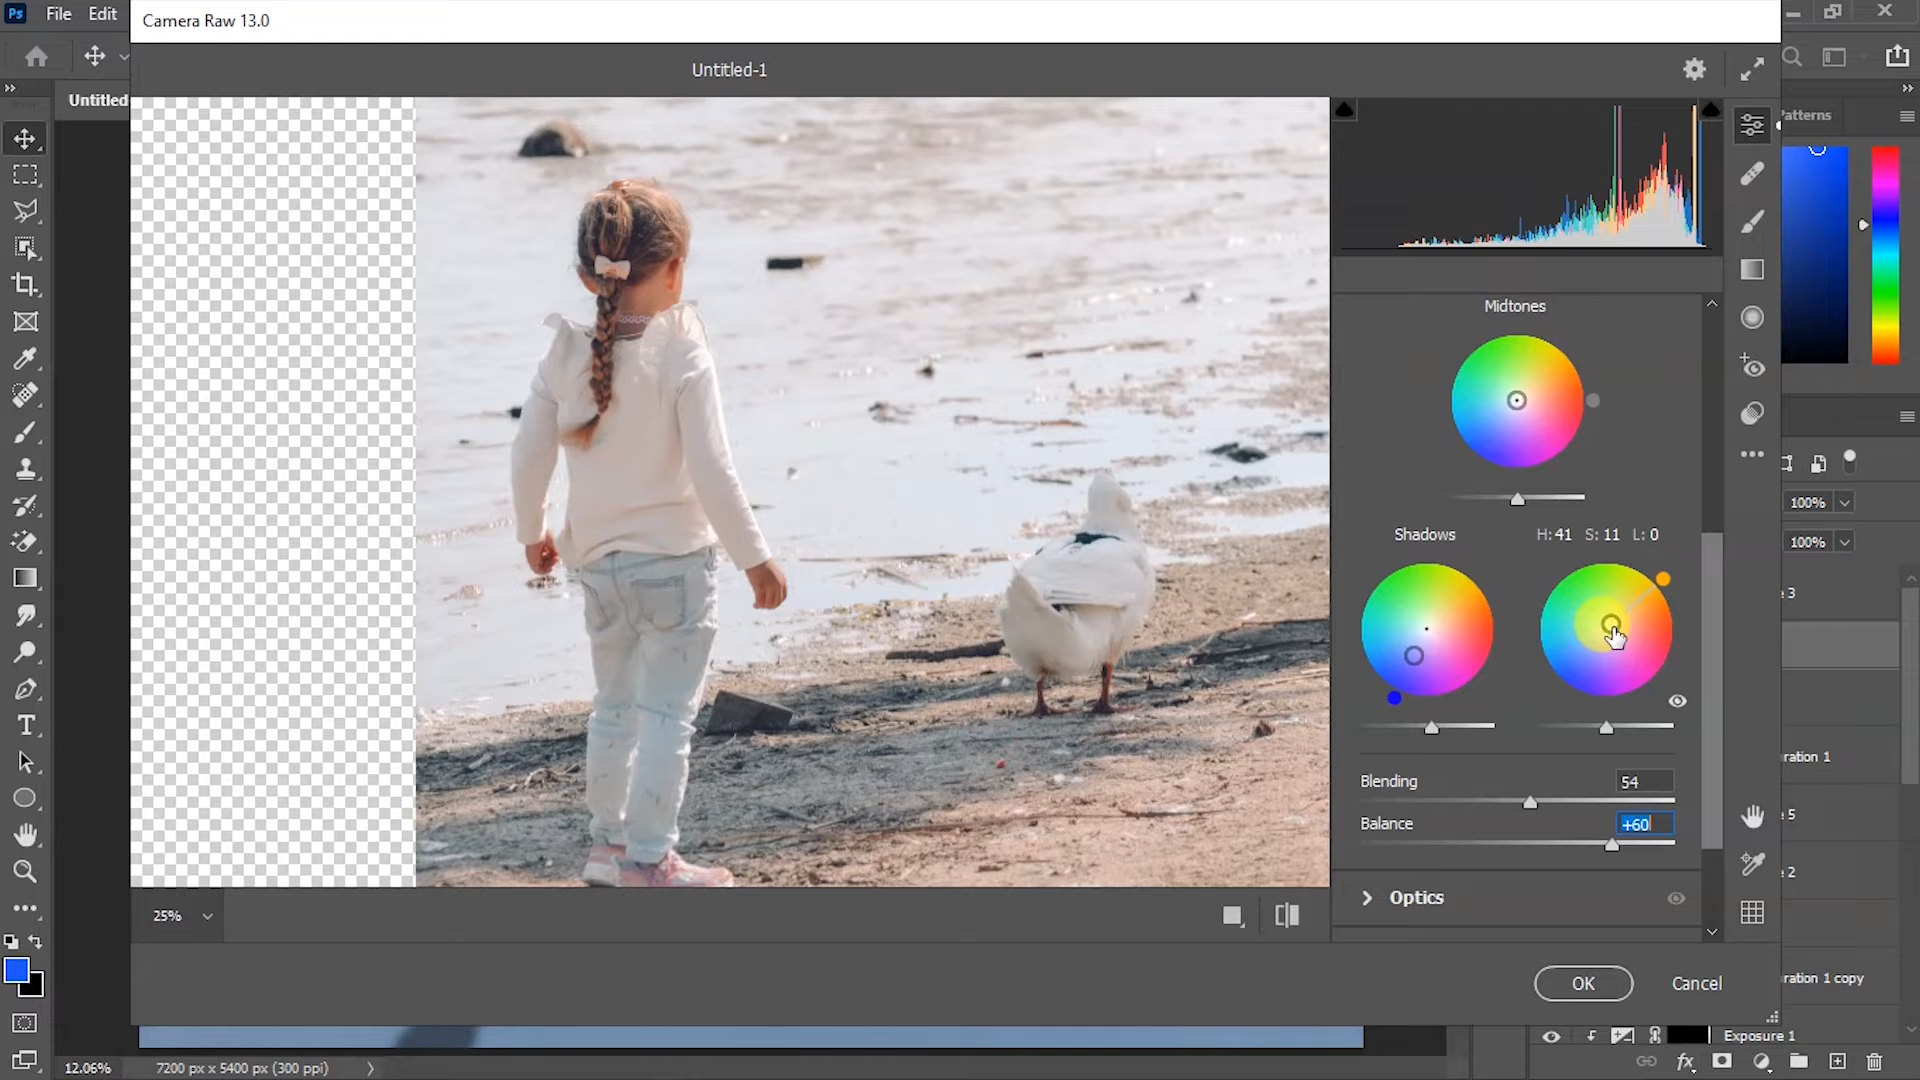 Ps File Edit
Camera Raw 13.0
Untitled-1
Untitled
Patterns
Midtones
Shadows H: 41 S: 11 L: 0
100%
100%
e 3
ration 1
Blending 54
e 5
Balance +60
e 2
Optics
25%
ration 1 copy
OK Cancel
Exposure 1
12.06% 7200 px x 5400 px (300 ppi)
fx